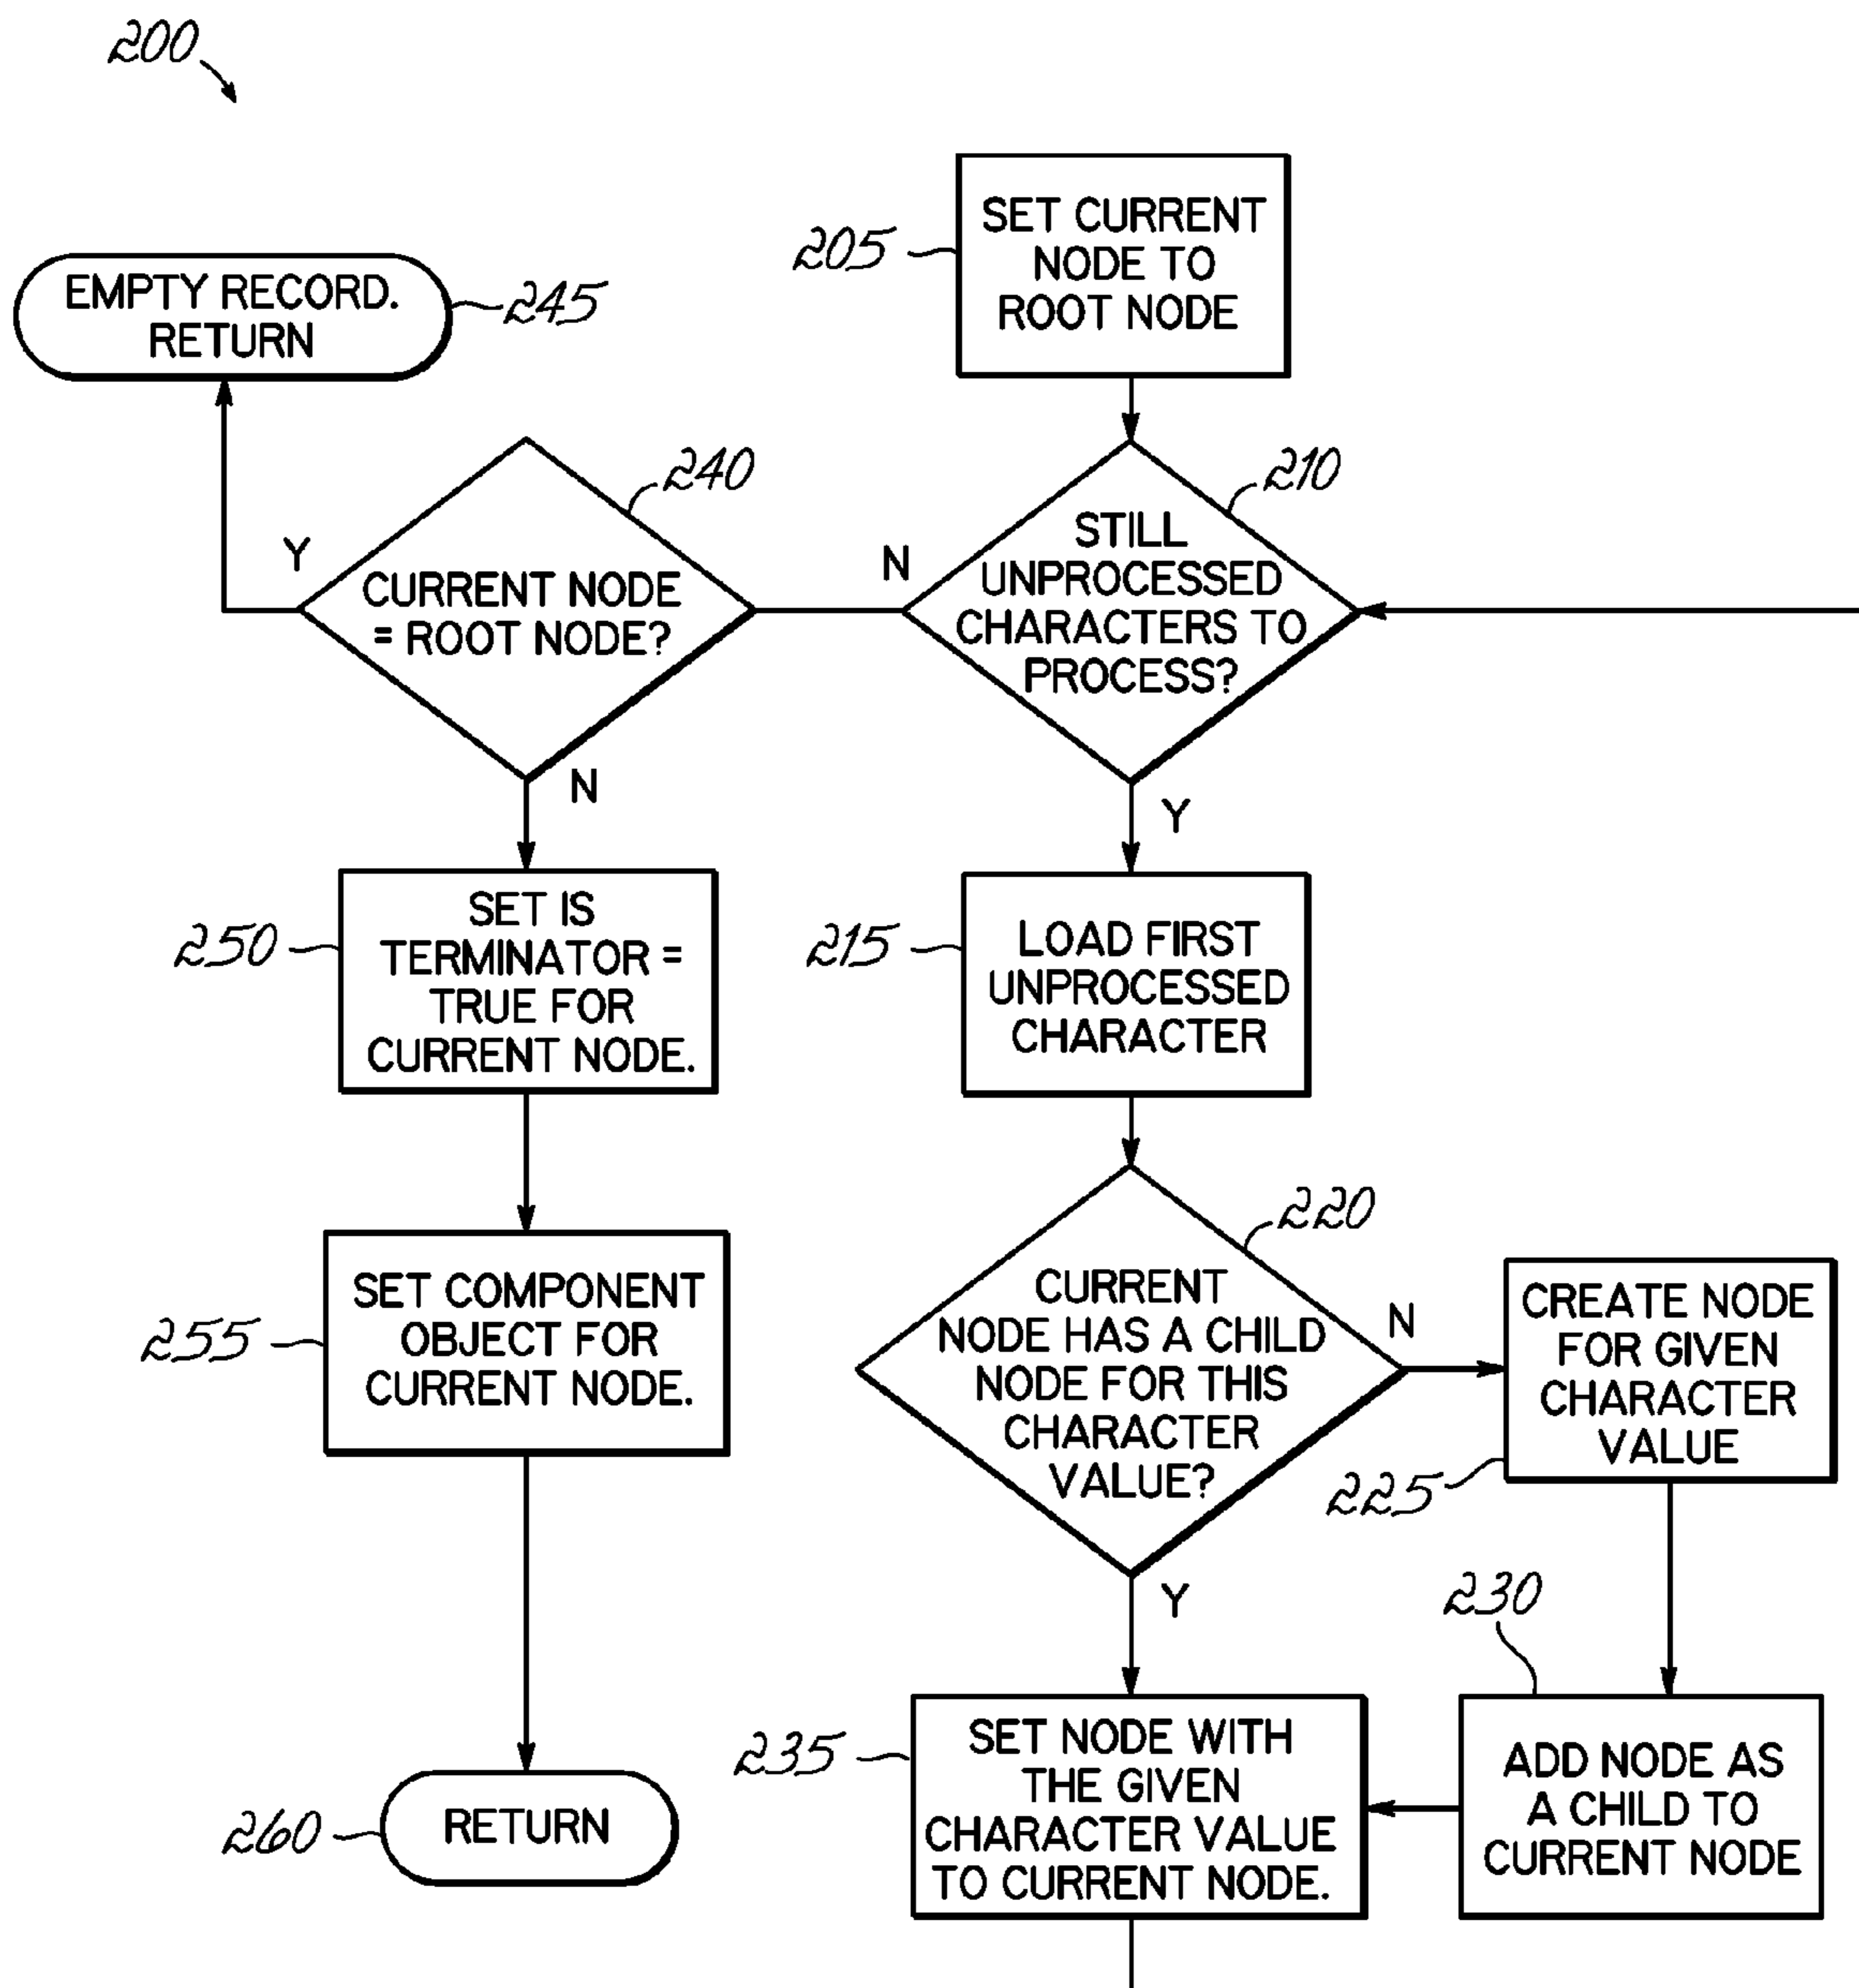 200
205
SET CURRENT
NODE TO
ROOT NODE
EMPTY RECORD.
RETURN
245
240
Y
CURRENT NODE
= ROOT NODE?
N
210
N
STILL
UNPROCESSED
CHARACTERS TO
PROCESS?
Y
250
SET IS
TERMINATOR =
TRUE FOR
CURRENT NODE.
215
LOAD FIRST
UNPROCESSED
CHARACTER
220
CURRENT
NODE HAS A CHILD
NODE FOR THIS
CHARACTER
VALUE?
N
Y
CREATE NODE
FOR GIVEN
CHARACTER
VALUE
225
255
SET COMPONENT
OBJECT FOR
CURRENT NODE.
230
ADD NODE AS
A CHILD TO
CURRENT NODE
235
SET NODE WITH
THE GIVEN
CHARACTER VALUE
TO CURRENT NODE.
260
RETURN